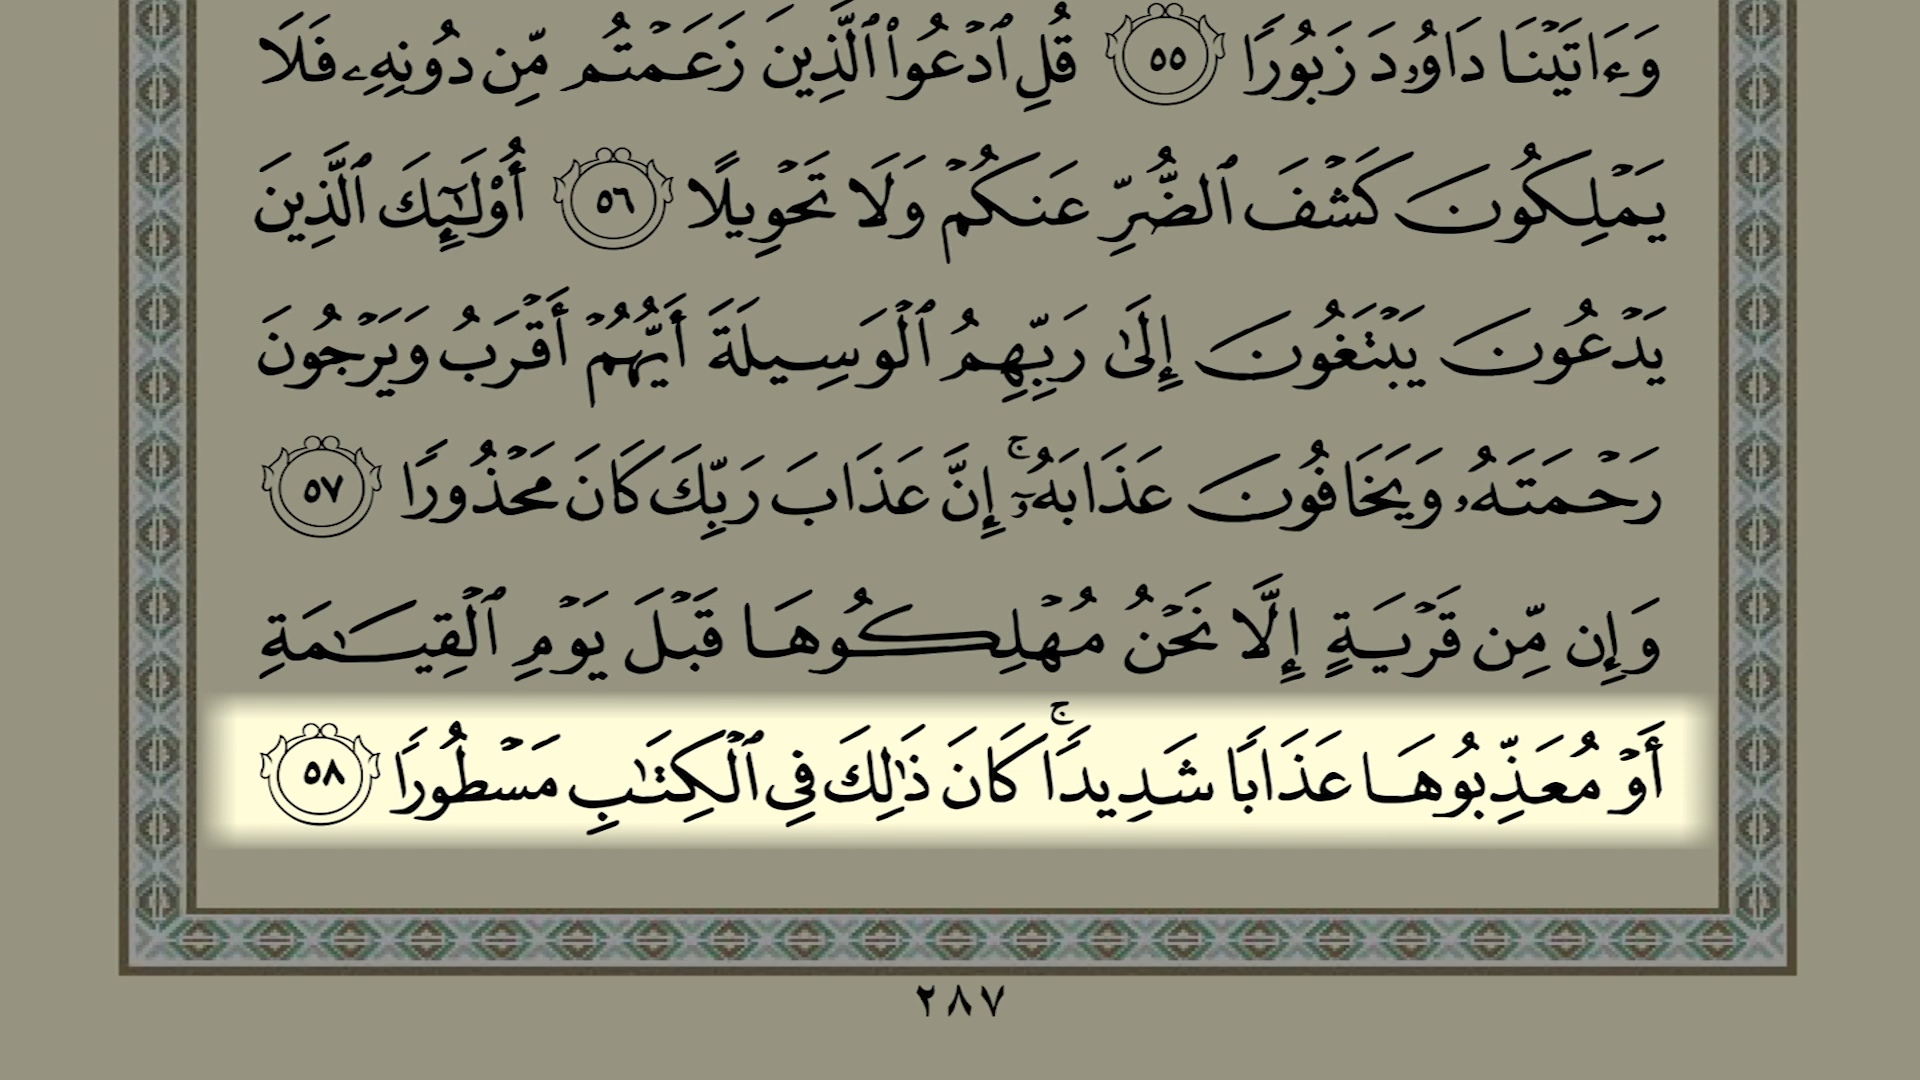 وَءَاتَيۡنَا دَاوُۥدَ زَبُورٗا ٥٥ قُلِ ٱدۡعُواْ ٱلَّذِينَ زَعَمۡتُم مِّن دُونِهِۦ فَلَا
يَمۡلِكُونَ كَشۡفَ ٱلضُّرِّ عَنكُمۡ وَلَا تَحۡوِيلًا ٥٦ أُوْلَٰٓئِكَ ٱلَّذِينَ
يَدۡعُونَ يَبۡتَغُونَ إِلَىٰ رَبِّهِمُ ٱلۡوَسِيلَةَ أَيُّهُمۡ أَقۡرَبُ وَيَرۡجُونَ
رَحۡمَتَهُۥ وَيَخَافُونَ عَذَابَهُۥٓۚ إِنَّ عَذَابَ رَبِّكَ كَانَ مَحۡذُورٗا ٥٧
وَإِن مِّن قَرۡيَةٍ إِلَّا نَحۡنُ مُهۡلِكُوهَا قَبۡلَ يَوۡمِ ٱلۡقِيَٰمَةِ
أَوۡ مُعَذِّبُوهَا عَذَابٗا شَدِيدٗاۚ كَانَ ذَٰلِكَ فِي ٱلۡكِتَٰبِ مَسۡطُورٗا ٥٨
٢٨٧